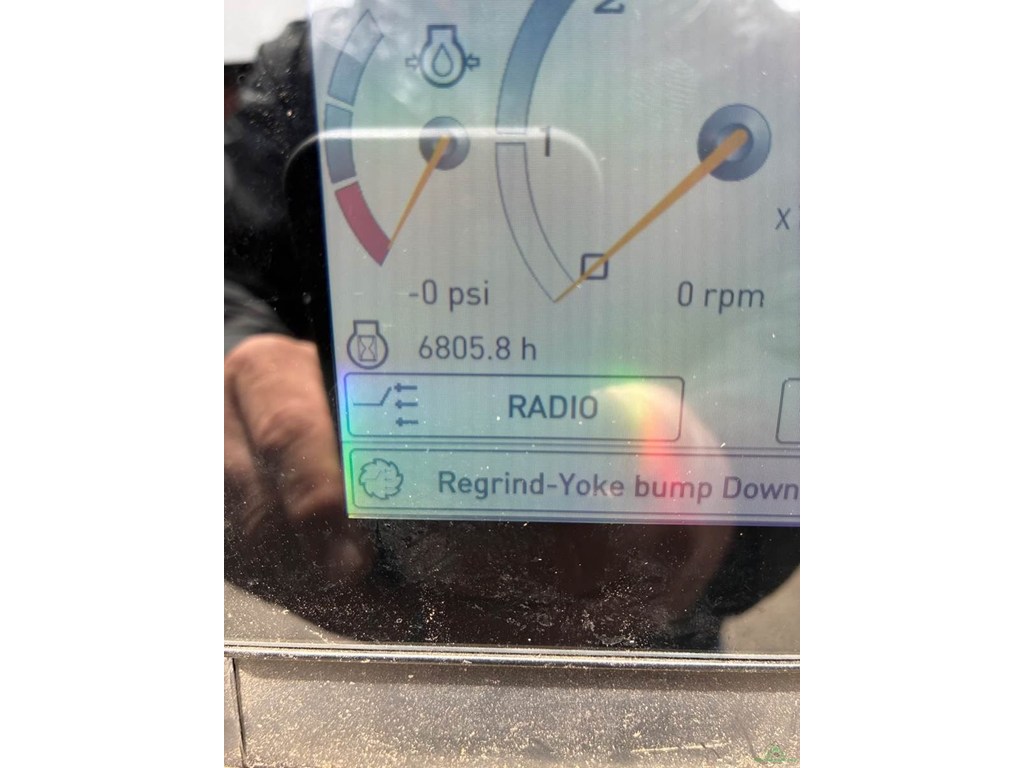 2
1
X
-0 psi
0 rpm
6805.8 h
RADIO
Regrind-Yoke bump Down